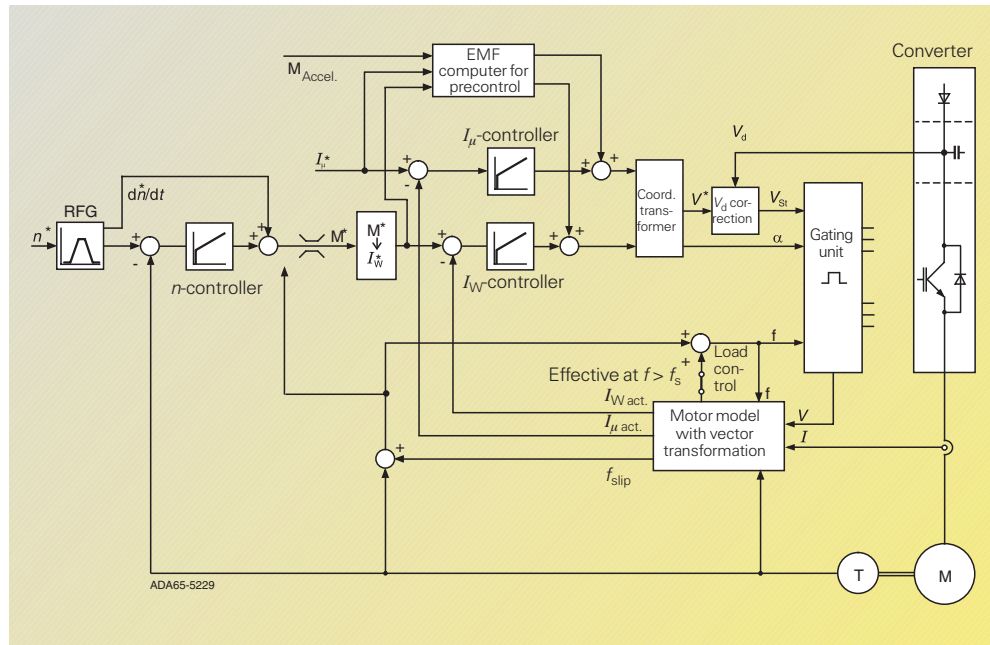 Converter
EMF
computer for
precontrol
M Accel.
Iμ-controller
Iμ*
+
-
+
+
Vd
dn*/dt
RFG
n*
+
-
n-controller
+
+
M*
M*
↓
I*W
+
-
IW-controller
+
+
Coord.
trans-
former
V*
Vd cor-
rection
VSt
α
Gating
unit
+
+
f
Load
con-
trol
f
Effective at f > fs
IW act.
Iμ act.
Motor model
with vector
transformation
V
I
+
fslip
T
M
ADA65-5229